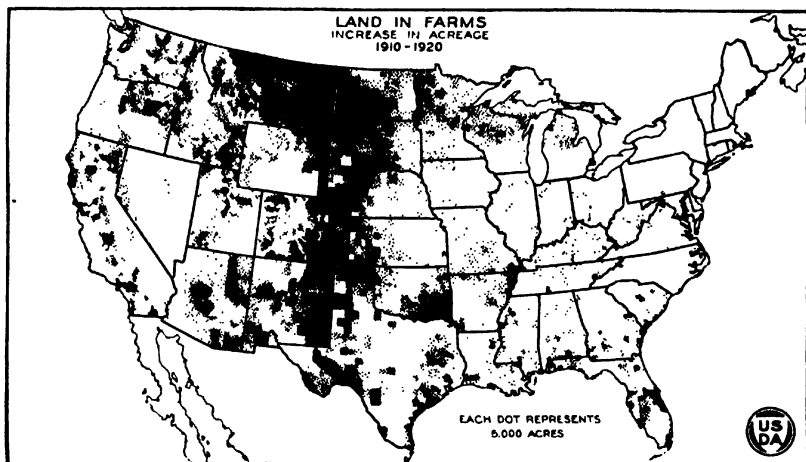 LAND IN FARMS
INCREASE IN ACREAGE
1910-1920
EACH DOT REPRESENTS
5,000 ACRES
US
DA